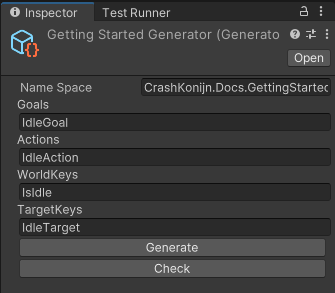 Inspector
Test Runner
Getting Started Generator (Generato
Open
Name Space
CrashKonijn.Docs.GettingStarted
Goals
IdleGoal
Actions
IdleAction
WorldKeys
IsIdle
TargetKeys
IdleTarget
Generate
Check